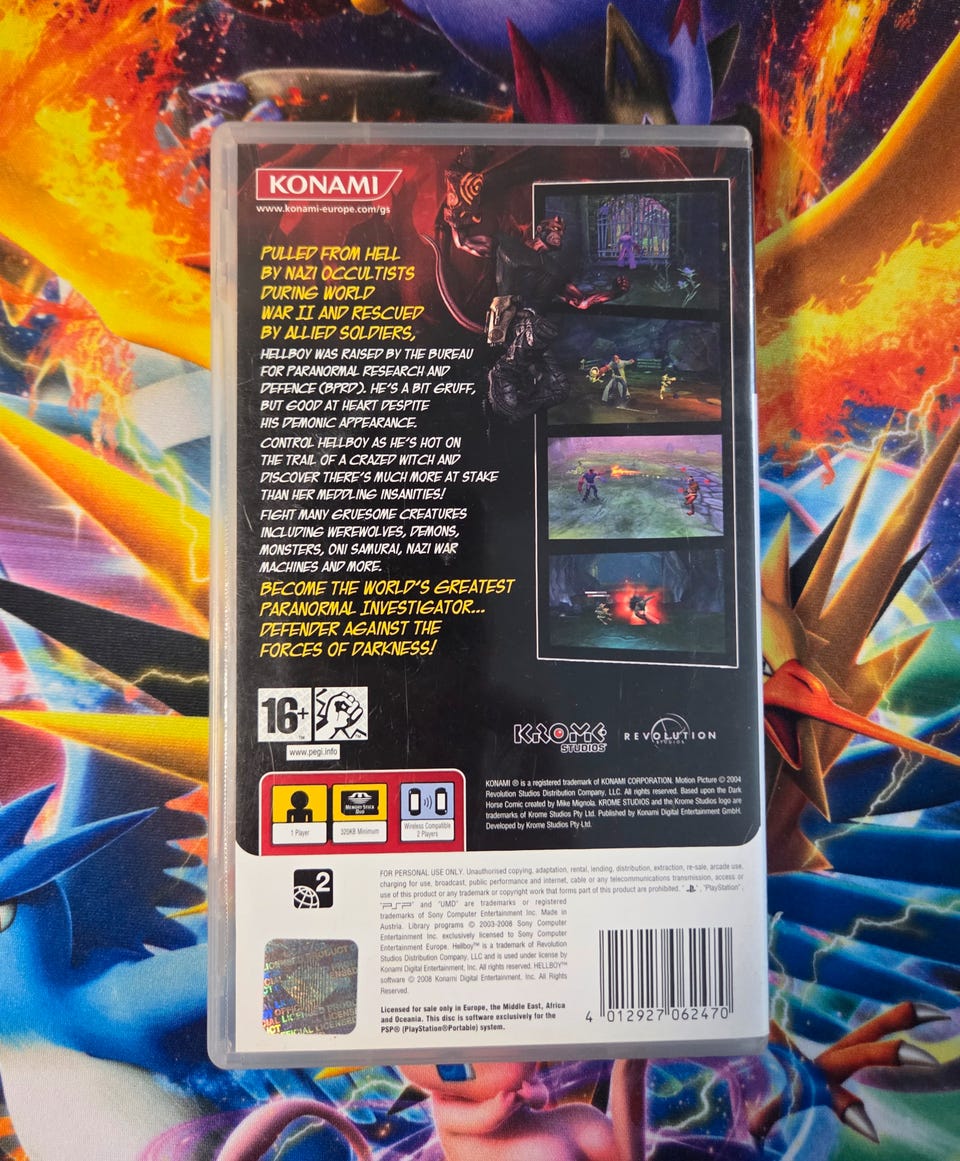 KONAMI
www.konami-europe.com/gs
PULLED FROM HELL
BY NAZI OCCULTISTS
DURING WORLD
WAR II AND RESCUED
BY ALLIED SOLDIERS,
HELLBOY WAS RAISED BY THE BUREAU
FOR PARANORMAL RESEARCH AND
DEFENCE (BPRD). HE'S A BIT GRUFF,
BUT GOOD AT HEART DESPITE
HIS DEMONIC APPEARANCE.
CONTROL HELLBOY AS HE'S HOT ON
THE TRAIL OF A CRAZED WITCH AND
DISCOVER THERE'S MUCH MORE AT STAKE
THAN HER MEDDLING INSANITIES!
FIGHT MANY GRUESOME CREATURES
INCLUDING WEREWOLVES, DEMONS,
MONSTERS, ONI SAMURAI, NAZI WAR
MACHINES AND MORE.
BECOME THE WORLD'S GREATEST
PARANORMAL INVESTIGATOR...
DEFENDER AGAINST THE
FORCES OF DARKNESS!
16+
www.pegi.info
KROME
STUDIOS
REVOLUTION
STUDIOS
MEMORY STICK
DUO
1 Player
320KB Minimum
Wireless Compatible
2 Players
KONAMI ® is a registered trademark of KONAMI CORPORATION. Motion Picture © 2004
Revolution Studios Distribution Company, LLC. All rights reserved. Based upon the Dark
Horse Comic created by Mike Mignola. KROME STUDIOS and the Krome Studios logo are
trademarks of Krome Studios Pty Ltd. Published by Konami Digital Entertainment GmbH.
Developed by Krome Studios Pty Ltd.
2
FOR PERSONAL USE ONLY. Unauthorised copying, adaptation, rental, lending, distribution, extraction, re-sale, arcade use,
charging for use, broadcast, public performance and internet, cable or any telecommunications transmission, access or
use of this product or any trademark or copyright work that forms part of this product are prohibited. "PS", "PlayStation",
"PSP" and "UMD" are trademarks or registered
trademarks of Sony Computer Entertainment Inc. Made in
Austria. Library programs © 2003-2008 Sony Computer
Entertainment Inc. exclusively licensed to Sony Computer
Entertainment Europe. Hellboy™ is a trademark of Revolution
Studios Distribution Company, LLC and is used under license by
Konami Digital Entertainment, Inc. All rights reserved. HELLBOY™
software © 2008 Konami Digital Entertainment, Inc. All Rights
Reserved.
Licensed for sale only in Europe, the Middle East, Africa
and Oceania. This disc is software exclusively for the
PSP® (PlayStation®Portable) system.
4 012927 062470